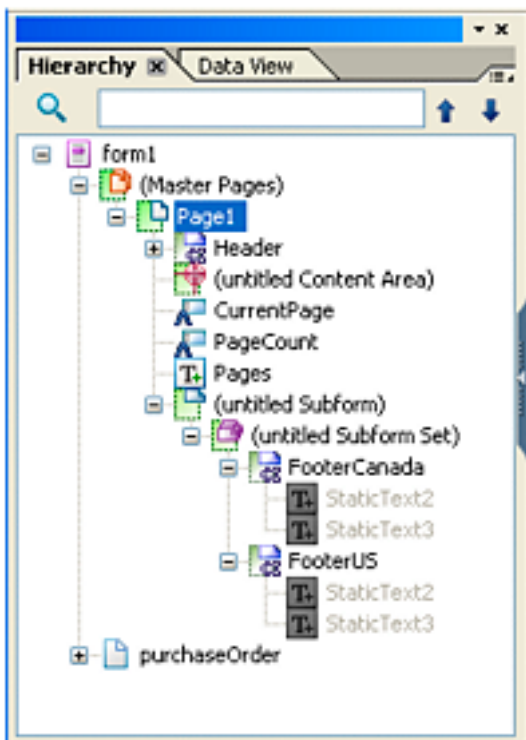 Hierarchy Data View
form1
(Master Pages)
Page1
Header
(untitled Content Area)
CurrentPage
PageCount
Pages
(untitled Subform)
(untitled Subform Set)
FooterCanada
StaticText2
StaticText3
FooterUS
StaticText2
StaticText3
purchaseOrder